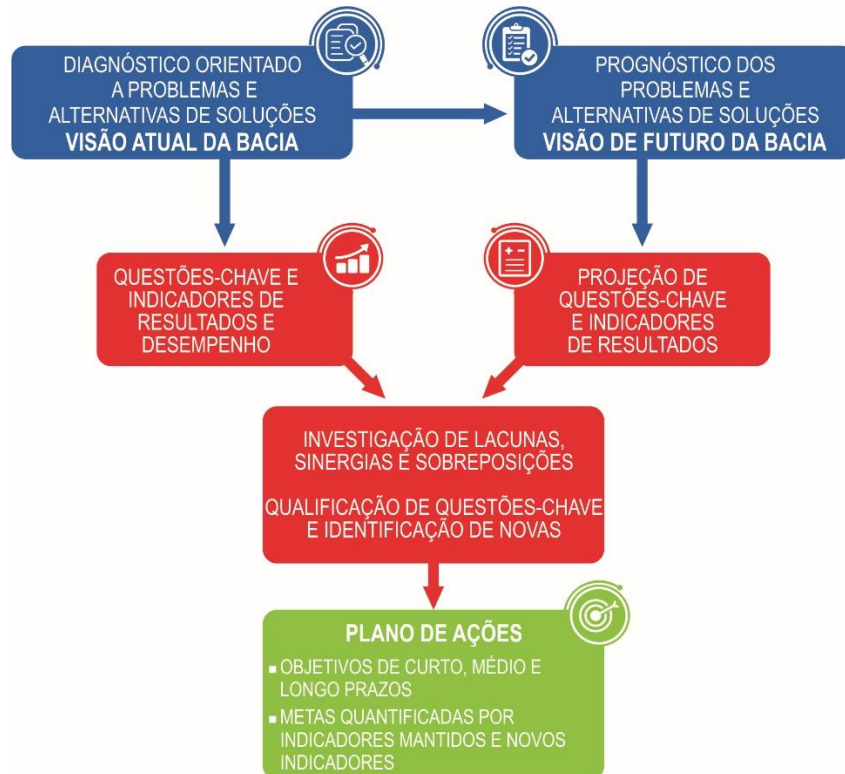 DIAGNÓSTICO ORIENTADO
A PROBLEMAS E
ALTERNATIVAS DE SOLUÇÕES
VISÃO ATUAL DA BACIA
PROGNÓSTICO DOS
PROBLEMAS E
ALTERNATIVAS DE SOLUÇÕES
VISÃO DE FUTURO DA BACIA
QUESTÕES-CHAVE E
INDICADORES DE
RESULTADOS E
DESEMPENHO
PROJEÇÃO DE
QUESTÕES-CHAVE
E INDICADORES
DE RESULTADOS
INVESTIGAÇÃO DE LACUNAS,
SINERGIAS E SOBREPOSIÇÕES
QUALIFICAÇÃO DE QUESTÕES-CHAVE
E IDENTIFICAÇÃO DE NOVAS
PLANO DE AÇÕES
▪ OBJETIVOS DE CURTO, MÉDIO E
LONGO PRAZOS
▪ METAS QUANTIFICADAS POR
INDICADORES MANTIDOS E NOVOS
INDICADORES